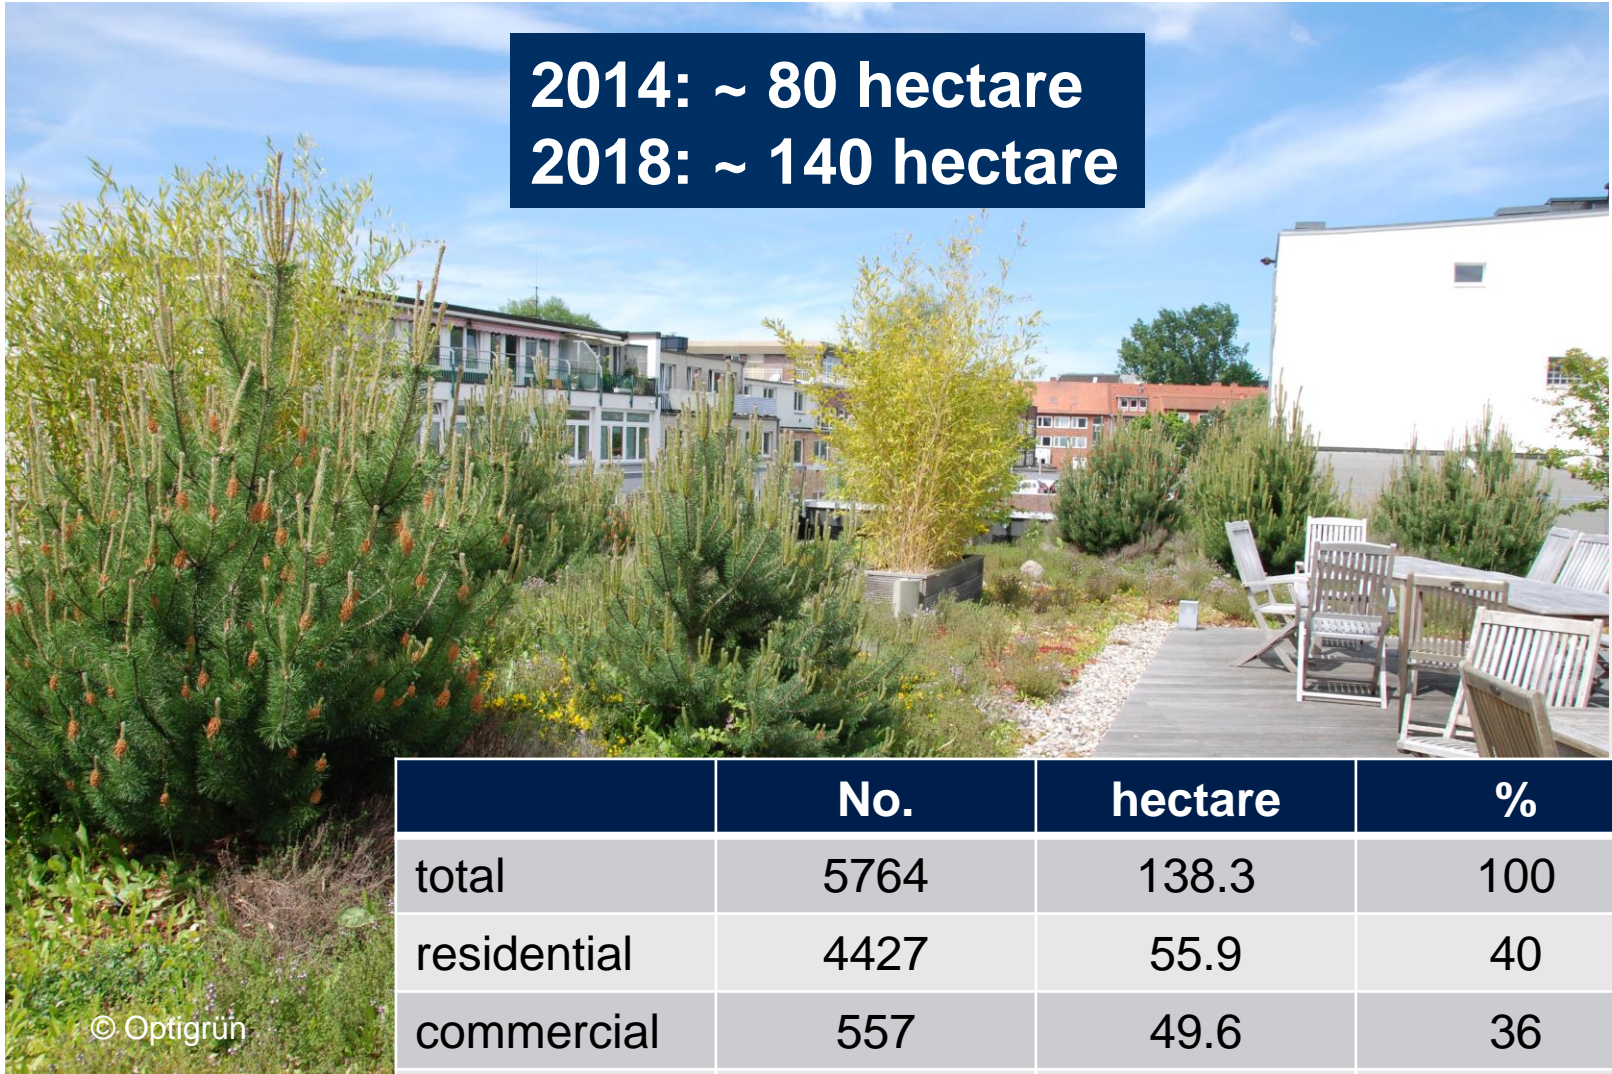 2014: ~ 80 hectare
2018: ~ 140 hectare
No. hectare %
total 5764 138.3 100
residential 4427 55.9 40
commercial 557 49.6 36
© Optigrün